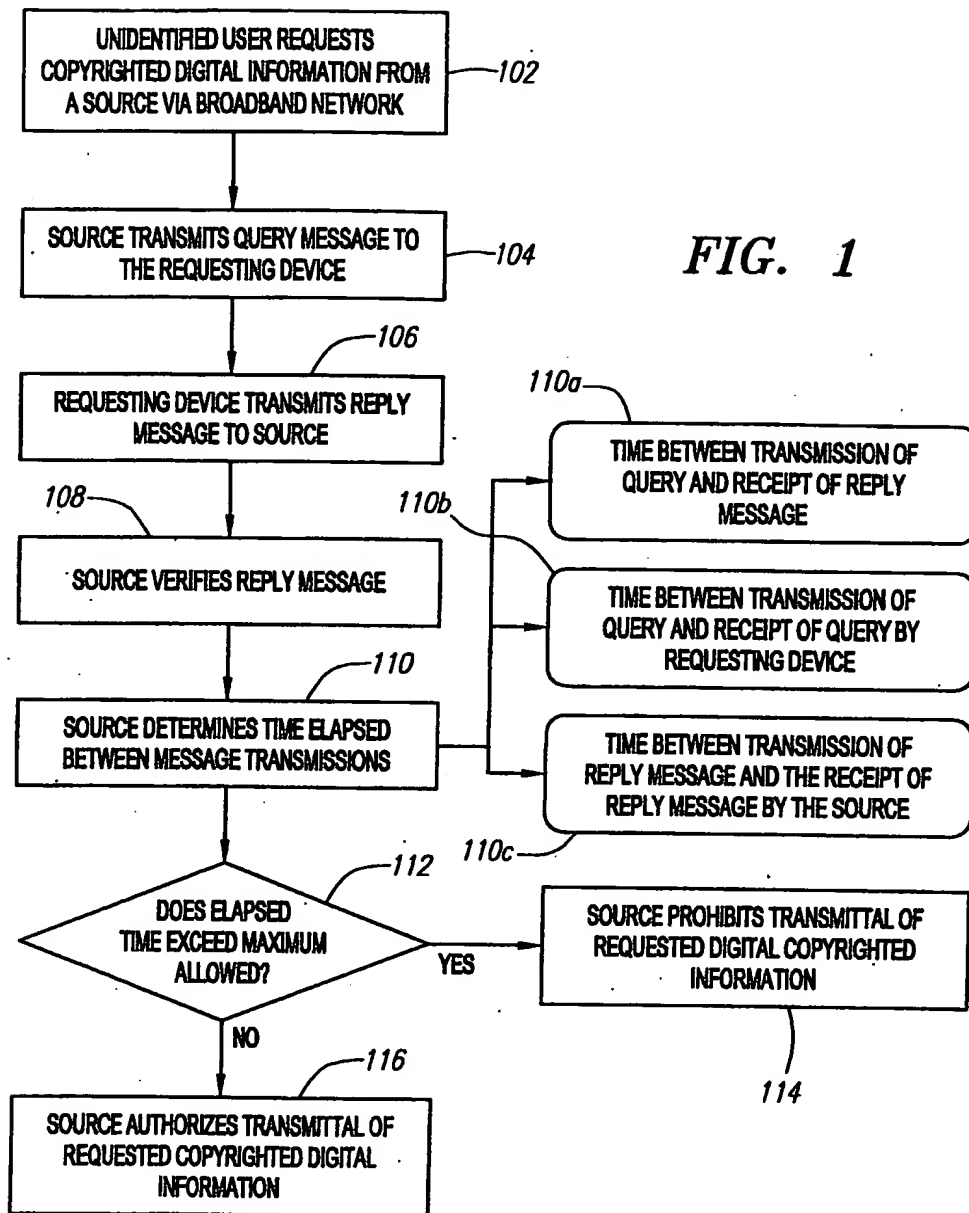 UNIDENTIFIED USER REQUESTS
COPYRIGHTED DIGITAL INFORMATION FROM
A SOURCE VIA BROADBAND NETWORK
102
SOURCE TRANSMITS QUERY MESSAGE TO
THE REQUESTING DEVICE
104
FIG. 1
106
REQUESTING DEVICE TRANSMITS REPLY
MESSAGE TO SOURCE
110a
TIME BETWEEN TRANSMISSION OF
QUERY AND RECEIPT OF REPLY
MESSAGE
108
SOURCE VERIFIES REPLY MESSAGE
110b
TIME BETWEEN TRANSMISSION OF
QUERY AND RECEIPT OF QUERY BY
REQUESTING DEVICE
110
SOURCE DETERMINES TIME ELAPSED
BETWEEN MESSAGE TRANSMISSIONS
TIME BETWEEN TRANSMISSION OF
REPLY MESSAGE AND THE RECEIPT OF
REPLY MESSAGE BY THE SOURCE
110c
112
DOES ELAPSED
TIME EXCEED MAXIMUM
ALLOWED?
YES
SOURCE PROHIBITS TRANSMITTAL OF
REQUESTED DIGITAL COPYRIGHTED
INFORMATION
114
NO
116
SOURCE AUTHORIZES TRANSMITTAL OF
REQUESTED COPYRIGHTED DIGITAL
INFORMATION